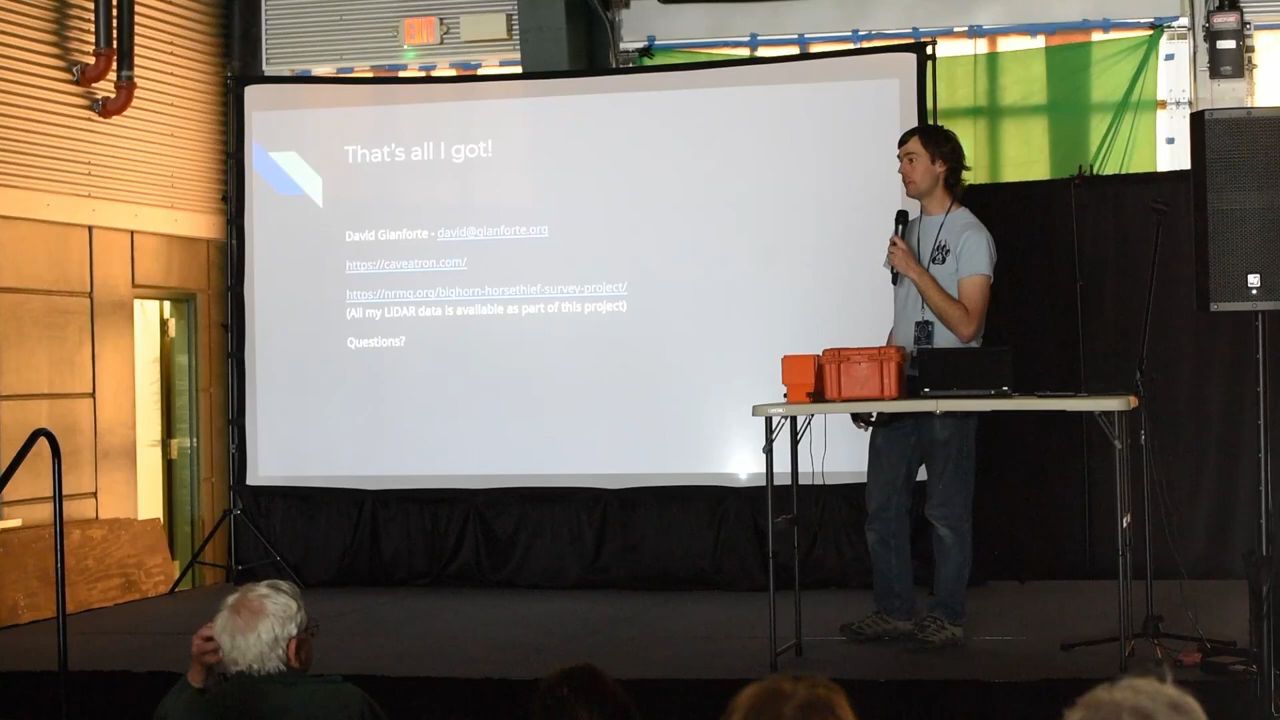 EXIT
That's all I got!
David Gianforte - david@gianforte.org
https://caveatron.com/
https://nrmg.org/bighorn-horsethief-survey-project/
(All my LiDAR data is available as part of this project)
Questions?